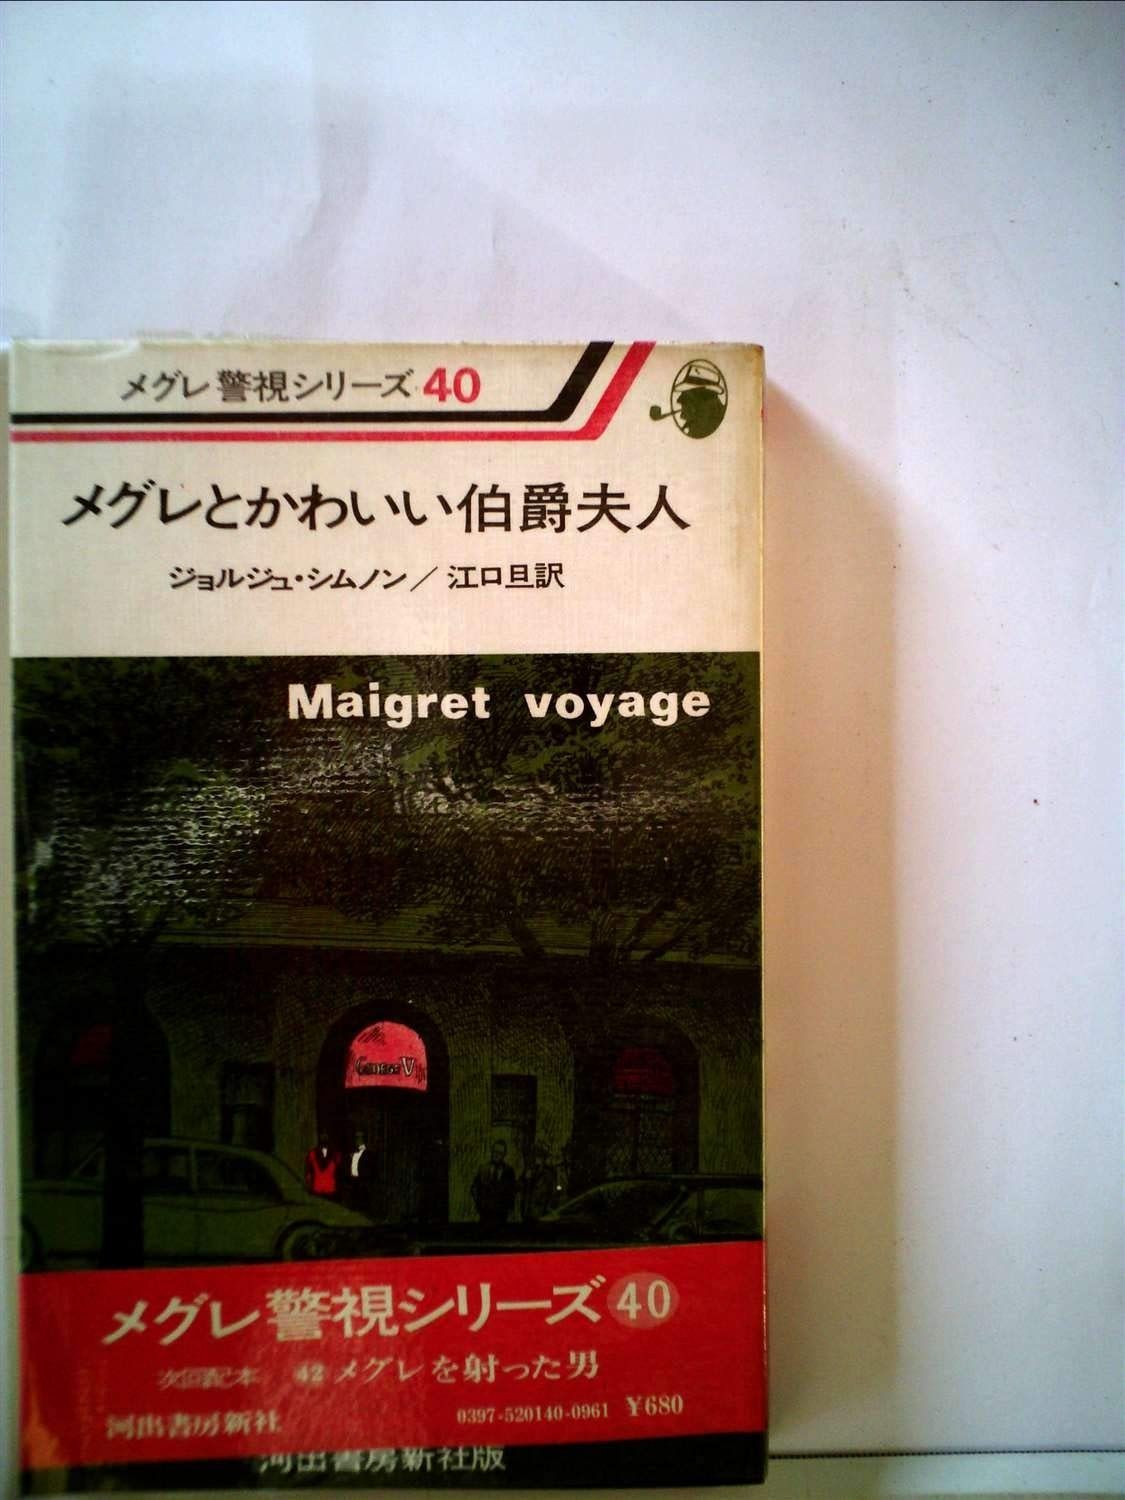 メグレ警視シリーズ・40
メグレとかわいい伯爵夫人
ジョルジュ・シムノン／江口旦訳
Maigret voyage
GEORGE V
メグレ警視シリーズ40
次回配本 42 メグレを射った男
0397-520140-0961 ¥680
河出書房新社
河出書房新社版